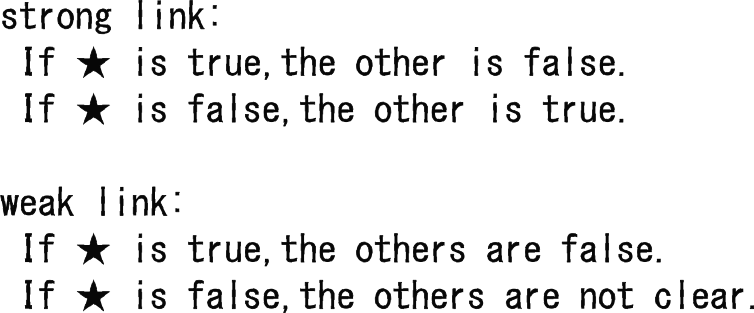 strong link:
If ★ is true,the other is false.
If ★ is false,the other is true.
weak link:
If ★ is true,the others are false.
If ★ is false,the others are not clear.